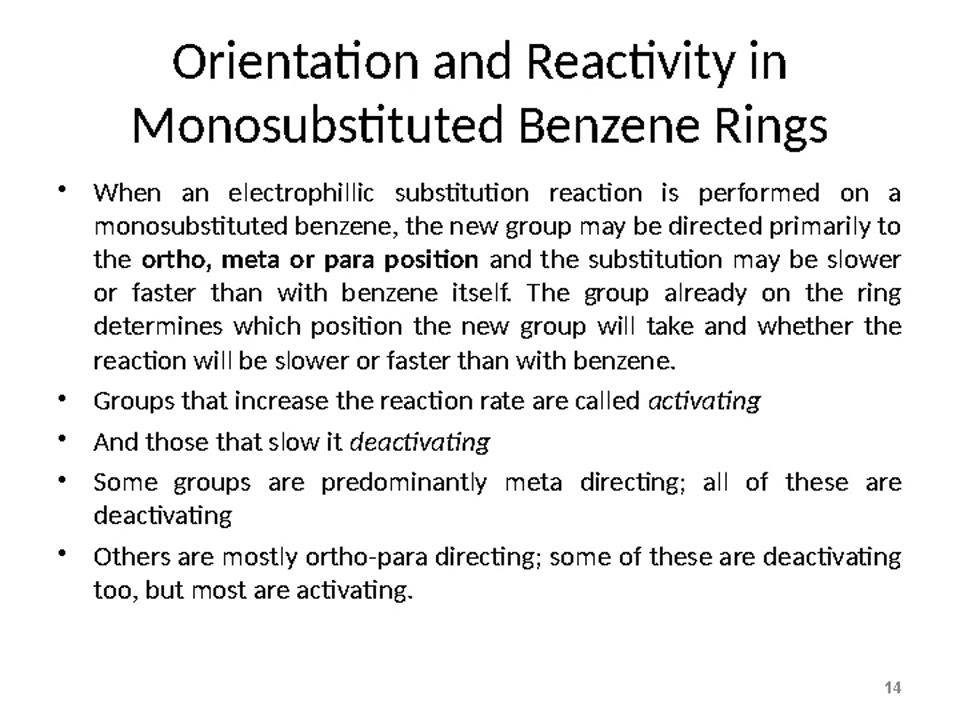 Orientation and Reactivity in
Monosubstituted Benzene Rings
• When an electrophillic substitution reaction is performed on a
monosubstituted benzene, the new group may be directed primarily to
the ortho, meta or para position and the substitution may be slower
or faster than with benzene itself. The group already on the ring
determines which position the new group will take and whether the
reaction will be slower or faster than with benzene.
• Groups that increase the reaction rate are called activating
• And those that slow it deactivating
• Some groups are predominantly meta directing; all of these are
deactivating
• Others are mostly ortho-para directing; some of these are deactivating
too, but most are activating.
14